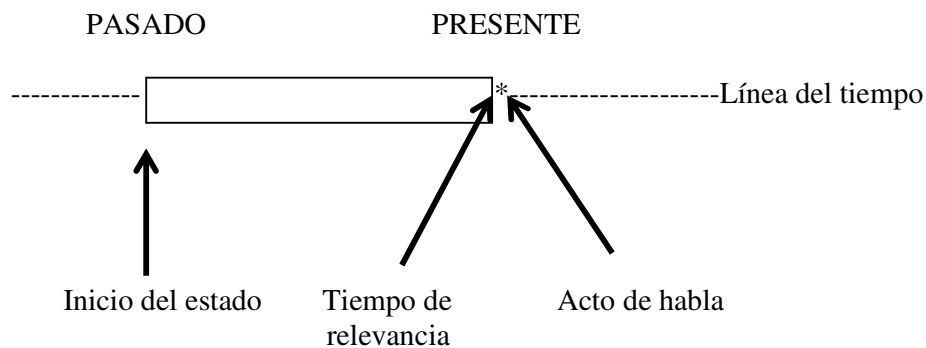 PASADO PRESENTE
* Línea del tiempo
Inicio del estado Tiempo de relevancia Acto de habla